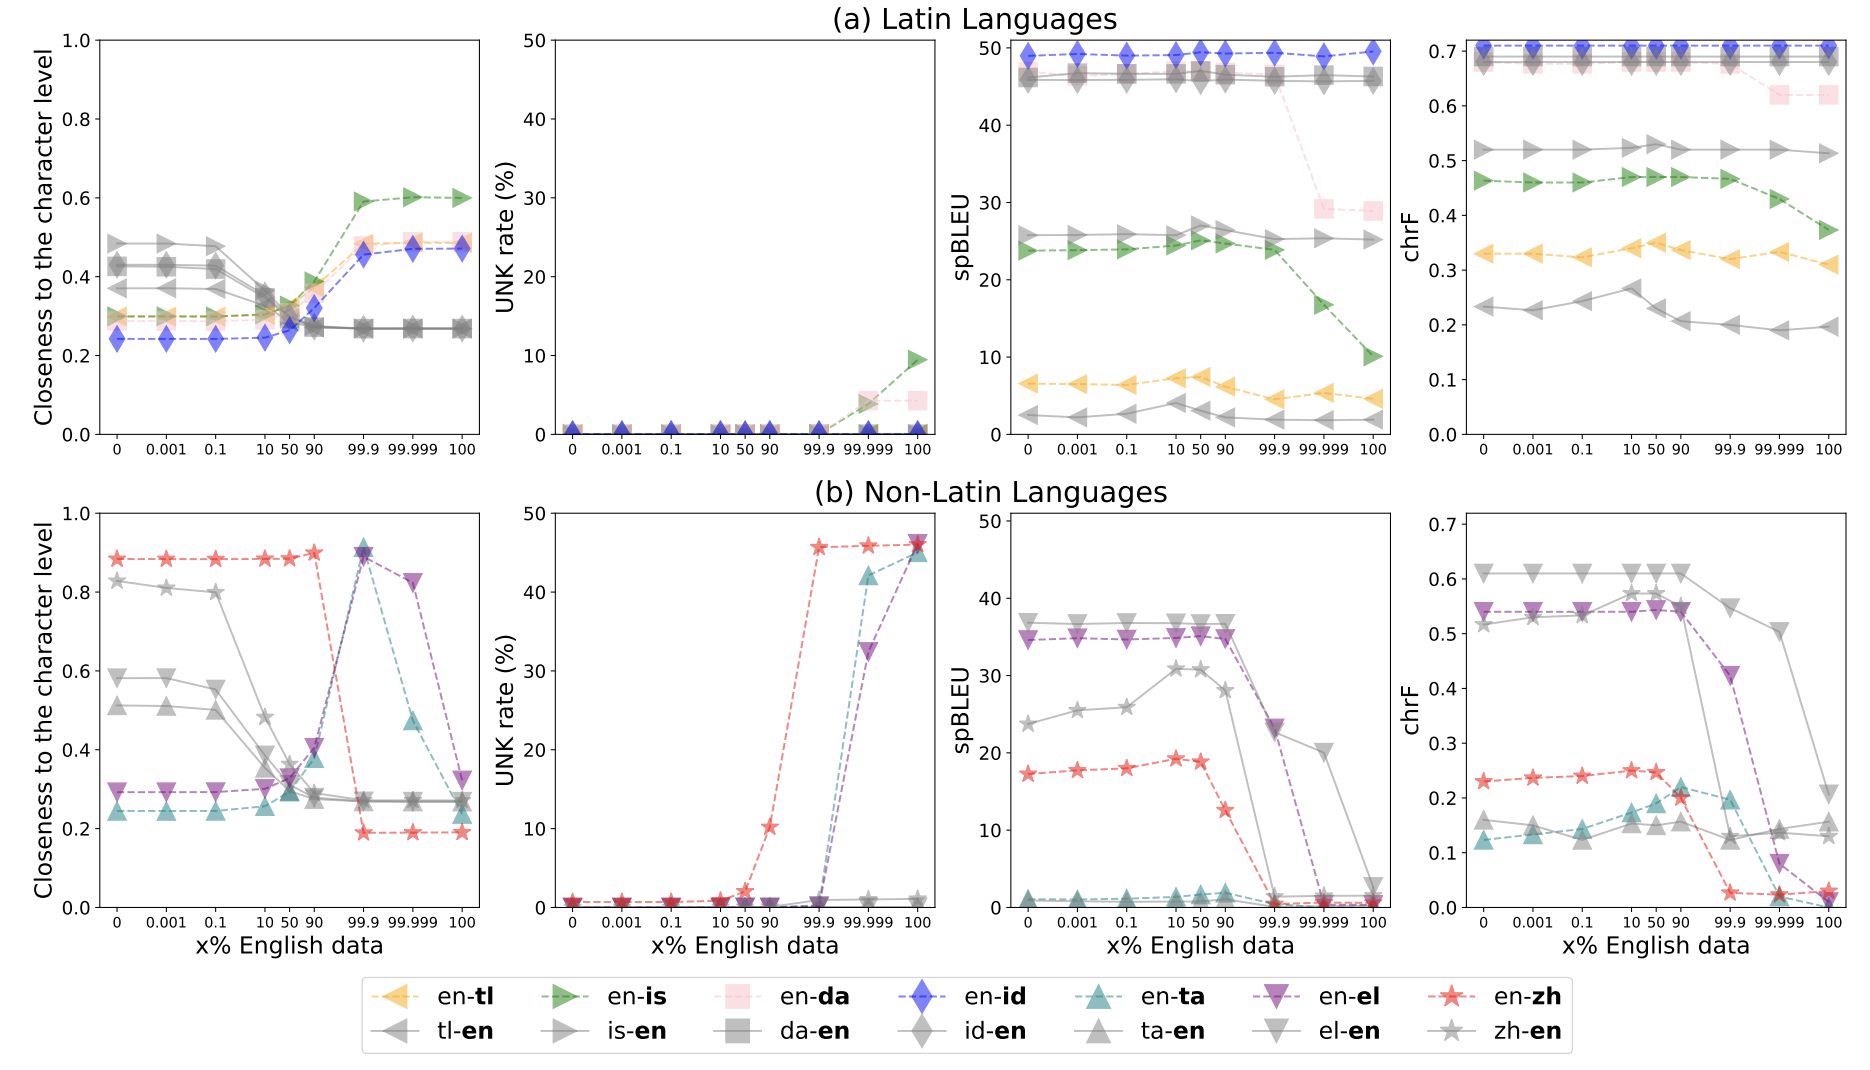 (a) Latin Languages
Closeness to the character level
1.0
0.8
0.6
0.4
0.2
0.0
0 0.001 0.1 10 50 90 99.9 99.999 100
UNK rate (%)
50
40
30
20
10
0
0 0.001 0.1 10 50 90 99.9 99.999 100
spBLEU
50
40
30
20
10
0
0 0.001 0.1 10 50 90 99.9 99.999 100
chrF
0.7
0.6
0.5
0.4
0.3
0.2
0.1
0.0
0 0.001 0.1 10 50 90 99.9 99.999 100
(b) Non-Latin Languages
Closeness to the character level
1.0
0.8
0.6
0.4
0.2
0.0
0 0.001 0.1 10 50 90 99.9 99.999 100
x% English data
UNK rate (%)
50
40
30
20
10
0
0 0.001 0.1 10 50 90 99.9 99.999 100
x% English data
spBLEU
50
40
30
20
10
0
0 0.001 0.1 10 50 90 99.9 99.999 100
x% English data
chrF
0.7
0.6
0.5
0.4
0.3
0.2
0.1
0.0
0 0.001 0.1 10 50 90 99.9 99.999 100
x% English data
en-tl en-is en-da en-id en-ta en-el en-zh
tl-en is-en da-en id-en ta-en el-en zh-en